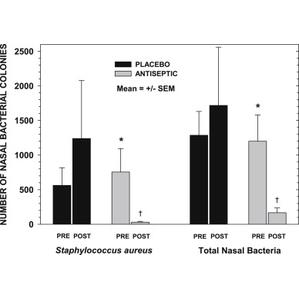 NUMBER OF NASAL BACTERIAL COLONIES
2500
2000
1500
1000
500
0
PLACEBO
ANTISEPTIC
Mean = +/- SEM
*
†
*
†
PRE POST PRE POST PRE POST PRE POST
Staphylococcus aureus Total Nasal Bacteria